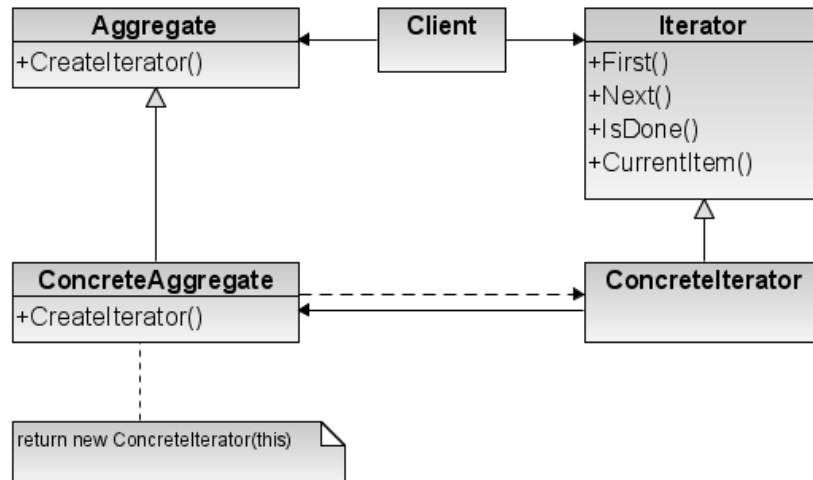 Aggregate
+CreateIterator()
Client
Iterator
+First()
+Next()
+IsDone()
+CurrentItem()
ConcreteAggregate
+CreateIterator()
ConcreteIterator
return new ConcreteIterator(this)